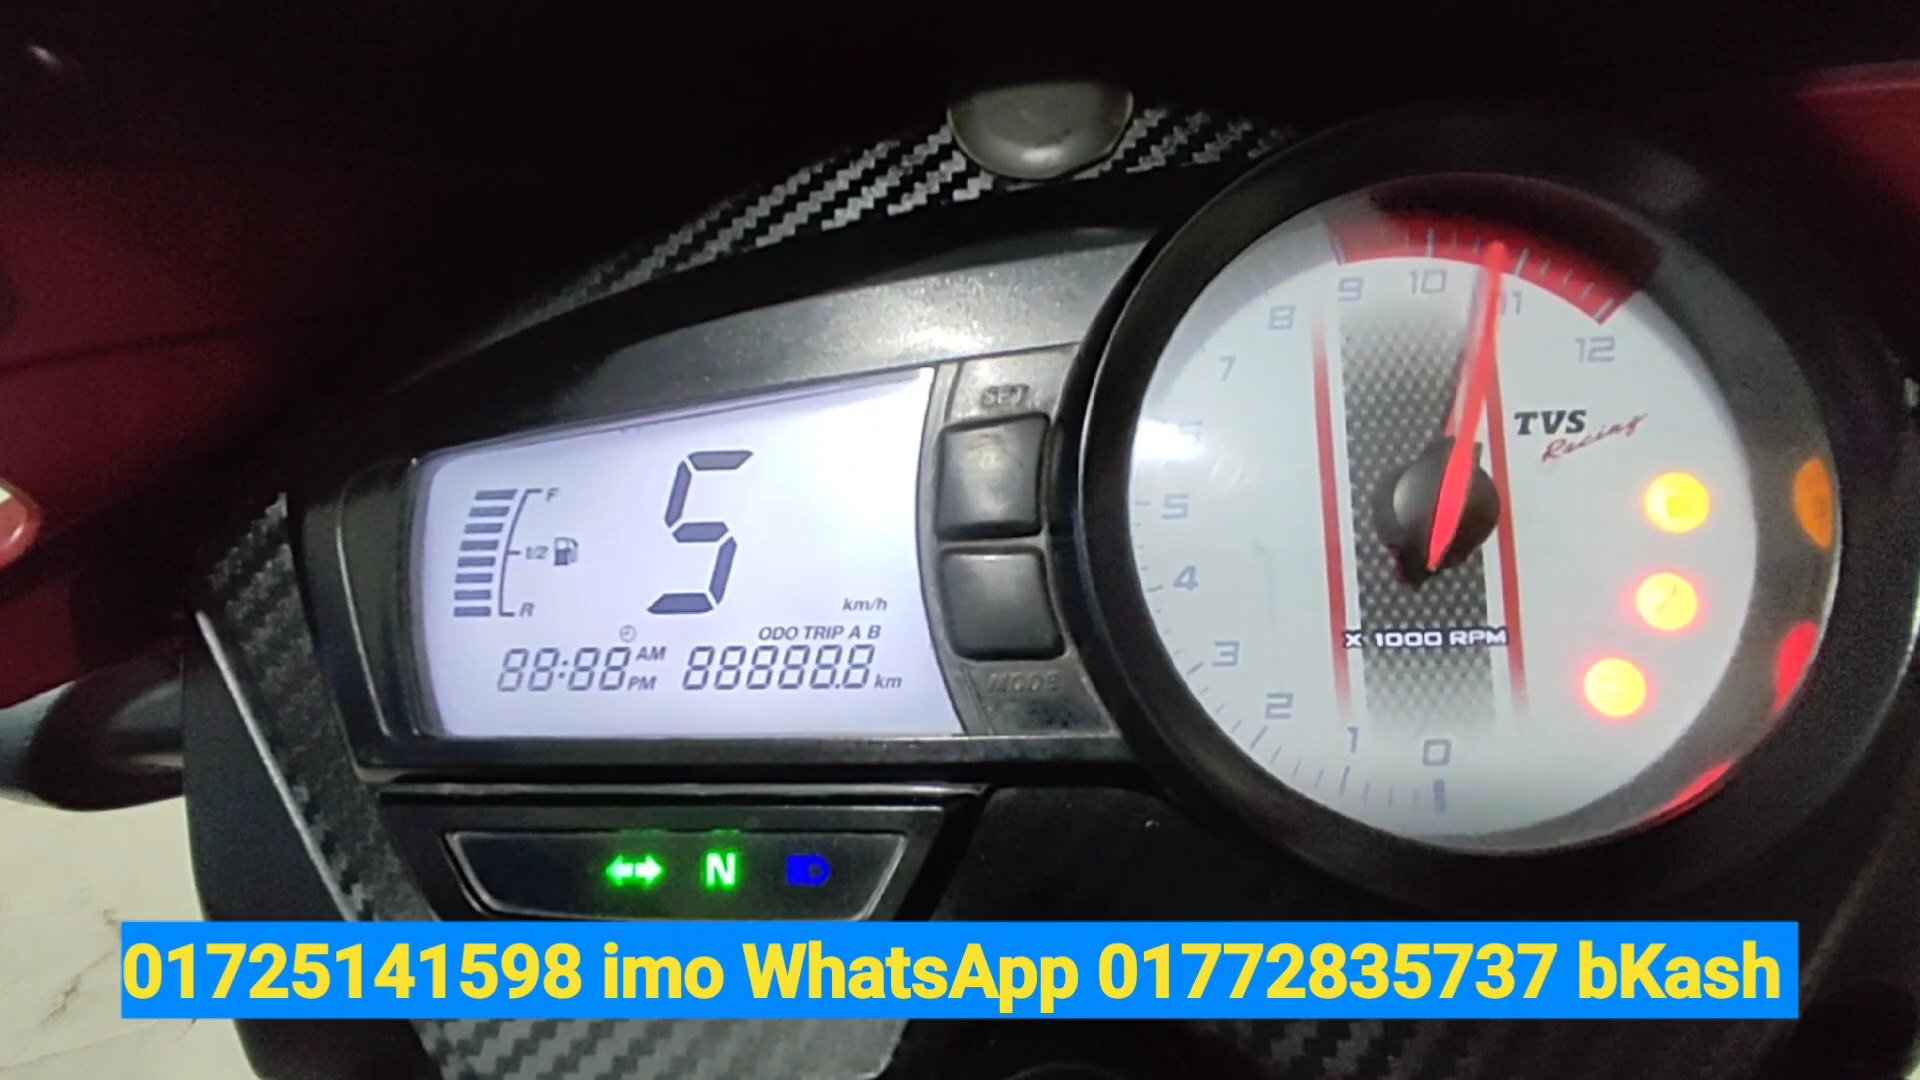 SET
F
1/2
R
5
km/h
ODO TRIP A B
88:88 AM PM
88888.8 km
MODE
0
1
2
3
4
5
7
8
9
10
11
12
TVS
Racing
X 1000 RPM
N
01725141598 imo WhatsApp 01772835737 bKash